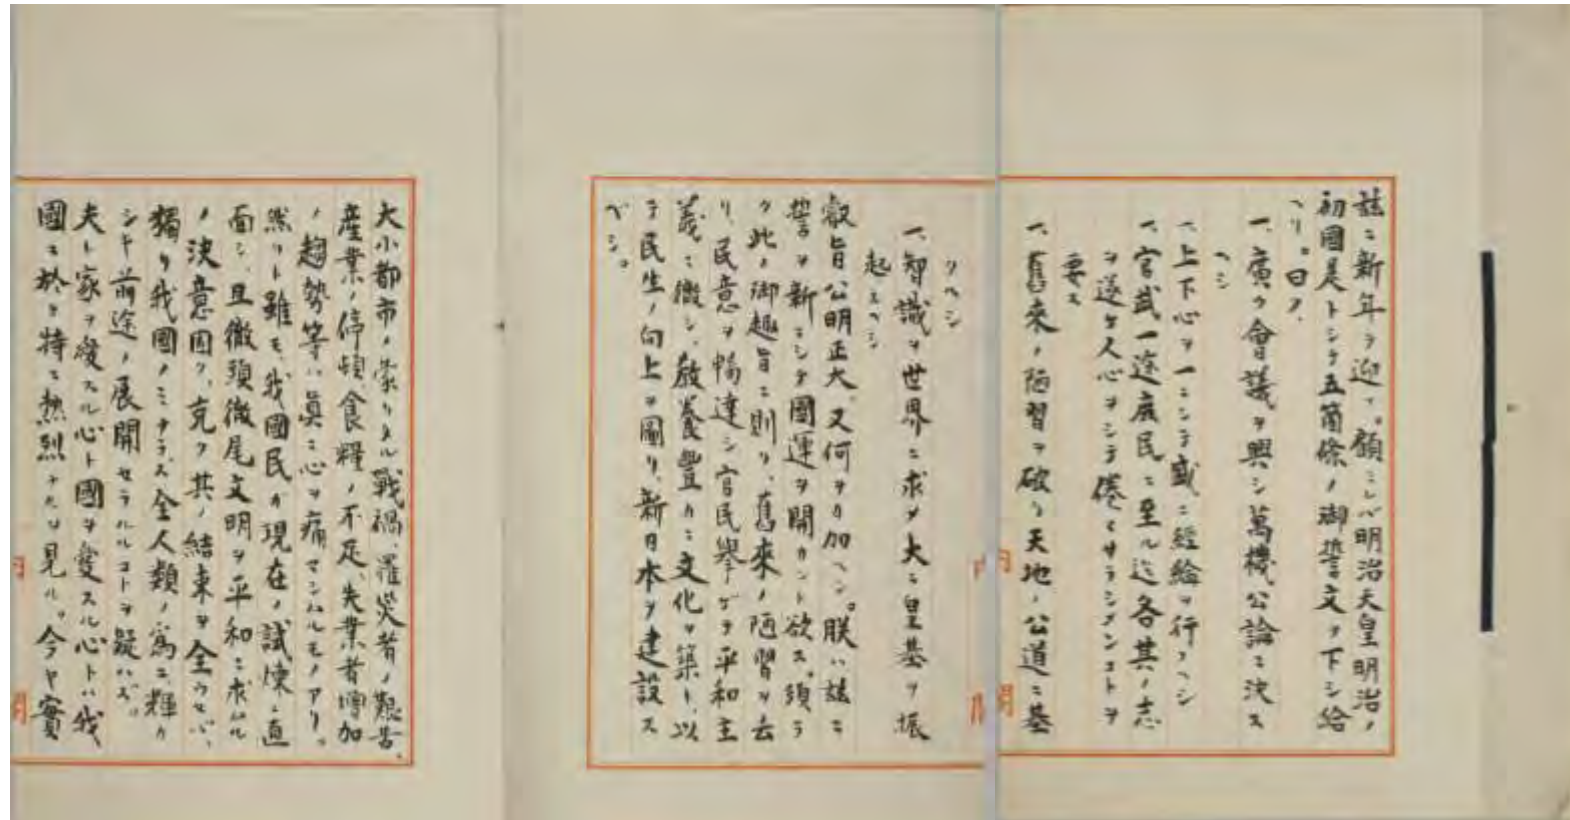 茲ニ新年ヲ迎フ。顧ミレバ明治天皇明治ノ
初國是トシテ五箇條ノ御誓文ヲ下シ給
ヘリ。曰ク、
一、廣ク會議ヲ興シ萬機公論ニ決ス
ヘシ
一、上下心ヲ一ニシテ盛ニ經綸ヲ行フヘシ
一、官武一途庶民ニ至ル迄各其ノ志
ヲ遂ケ人心ヲシテ倦マサラシメンコトヲ
要ス
一、舊來ノ陋習ヲ破リ天地ノ公道ニ基
クヘシ
一、智識ヲ世界ニ求メ大ニ皇基ヲ振
起スヘシ
叡旨公明正大、又何ヲカ加ヘン。朕ハ茲ニ
誓ヲ新ニシテ國運ヲ開カント欲ス。須ラ
ク此ノ御趣旨ニ則リ、舊來ノ陋習ヲ去
リ、民意ヲ暢達シ、官民擧ゲテ平和主
義ニ徹シ、敎養豐カニ文化ヲ築キ、以
テ民生ノ向上ヲ圖リ、新日本ヲ建設ス
ベシ。
大小都市ノ蒙リタル戰禍、罹災者ノ艱苦、
産業ノ停頓、食糧ノ不足、失業者增加
ノ趨勢等ハ眞ニ心ヲ痛マシムルモノアリ。
然リト雖モ、我國民ガ現在ノ試煉ニ直
面シ、且徹頭徹尾文明ヲ平和ニ求ムル
ノ決意固ク、克ク其ノ結束ヲ全ウセバ、
獨リ我國ノミナラズ全人類ノ爲ニ、輝カ
シキ前途ノ展開セラルルコトヲ疑ハズ。
夫レ家ヲ愛スル心ト國ヲ愛スル心トハ我
國ニ於テ特ニ熱烈ナルヲ見ル。今ヤ實